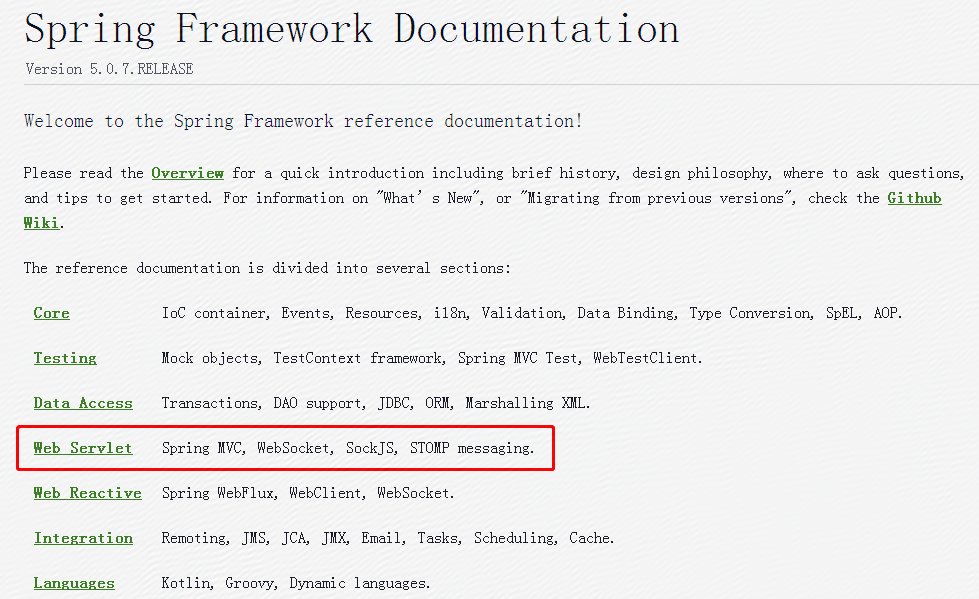 Spring Framework Documentation
Version 5.0.7.RELEASE
Welcome to the Spring Framework reference documentation!
Please read the Overview for a quick introduction including brief history, design philosophy, where to ask questions,
and tips to get started. For information on "What’s New", or "Migrating from previous versions", check the Github
Wiki.
The reference documentation is divided into several sections:
Core IoC container, Events, Resources, i18n, Validation, Data Binding, Type Conversion, SpEL, AOP.
Testing Mock objects, TestContext framework, Spring MVC Test, WebTestClient.
Data Access Transactions, DAO support, JDBC, ORM, Marshalling XML.
Web Servlet Spring MVC, WebSocket, SockJS, STOMP messaging.
Web Reactive Spring WebFlux, WebClient, WebSocket.
Integration Remoting, JMS, JCA, JMX, Email, Tasks, Scheduling, Cache.
Languages Kotlin, Groovy, Dynamic languages.